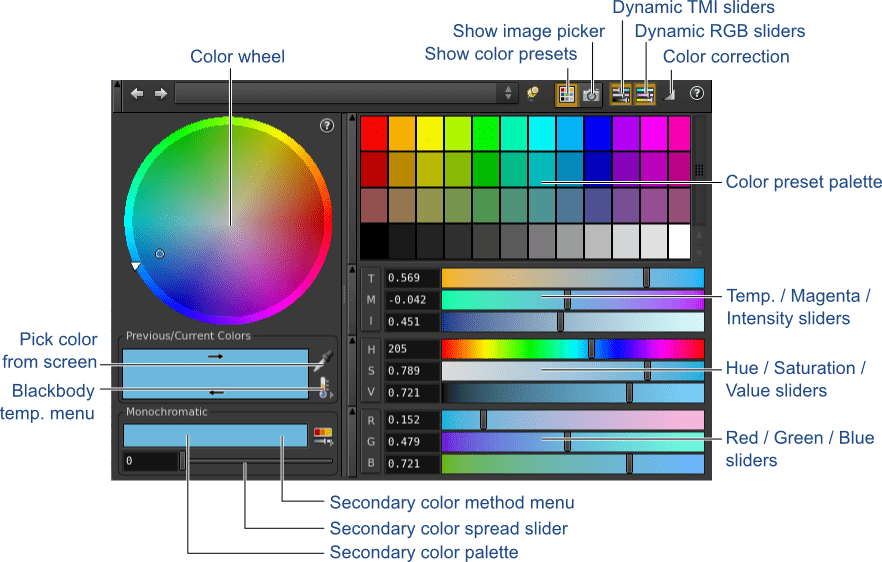 Dynamic TMI sliders
Show image picker
Dynamic RGB sliders
Color wheel
Show color presets
Color correction
?
?
Color preset palette
T 0.569
M -0.042
I 0.451
Temp. / Magenta /
Intensity sliders
Pick color
from screen
Previous/Current Colors
H 205
S 0.789
V 0.721
Hue / Saturation /
Value sliders
Blackbody
temp. menu
Monochromatic
0
R 0.152
G 0.479
B 0.721
Red / Green / Blue
sliders
Secondary color method menu
Secondary color spread slider
Secondary color palette